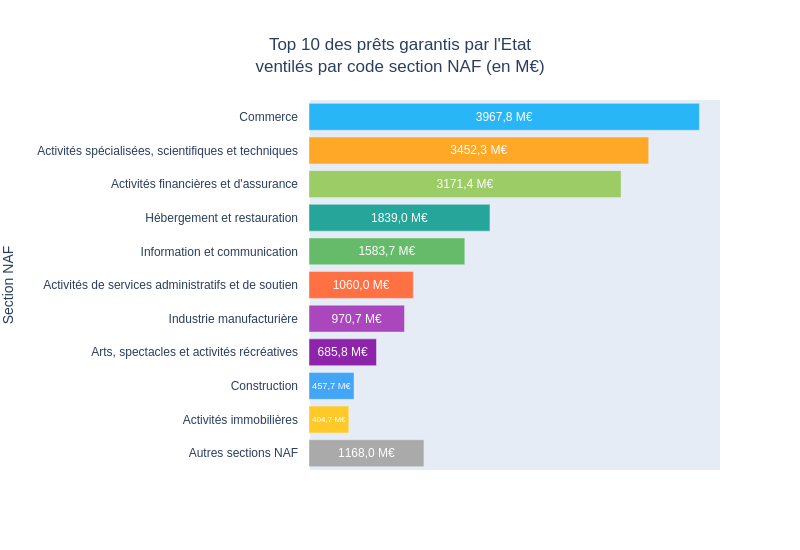 Top 10 des prêts garantis par l'Etat
ventilés par code section NAF (en M€)
Section NAF
Commerce 3967,8 M€
Activités spécialisées, scientifiques et techniques 3452,3 M€
Activités financières et d'assurance 3171,4 M€
Hébergement et restauration 1839,0 M€
Information et communication 1583,7 M€
Activités de services administratifs et de soutien 1060,0 M€
Industrie manufacturière 970,7 M€
Arts, spectacles et activités récréatives 685,8 M€
Construction 457,7 M€
Activités immobilières 404,7 M€
Autres sections NAF 1168,0 M€